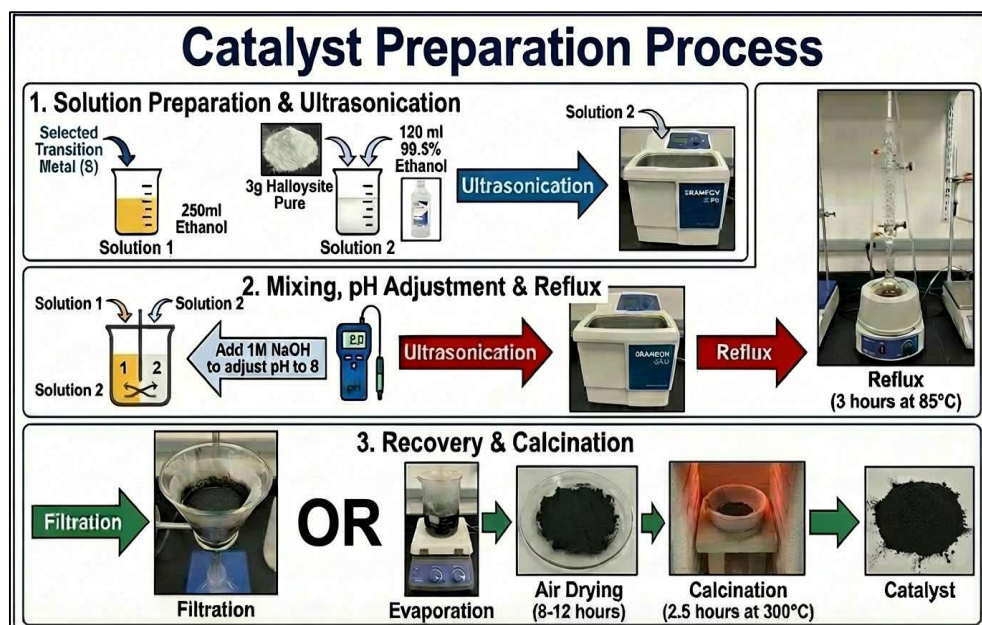 Catalyst Preparation Process
1. Solution Preparation & Ultrasonication
Selected
Transition
Metal (8)
250ml
Ethanol
Solution 1
3g Halloysite
Pure
120 ml
99.S%
Ethanol
Solution 2
Ultrasonication
Solution 2
2. Mixing, pH Adjustment & Reflux
Solution 1
Solution 2
1 2
Solution 2
Add 1M NaOH
to adjust pH to 8
pH
Ultrasonication
Reflux
Reflux
(3 hours at 85°C)
3. Recovery & Calcination
Filtration
Filtration
OR
Evaporation
Air Drying
(8-12 hours)
Calcination
(2.5 hours at 300°C)
Catalyst